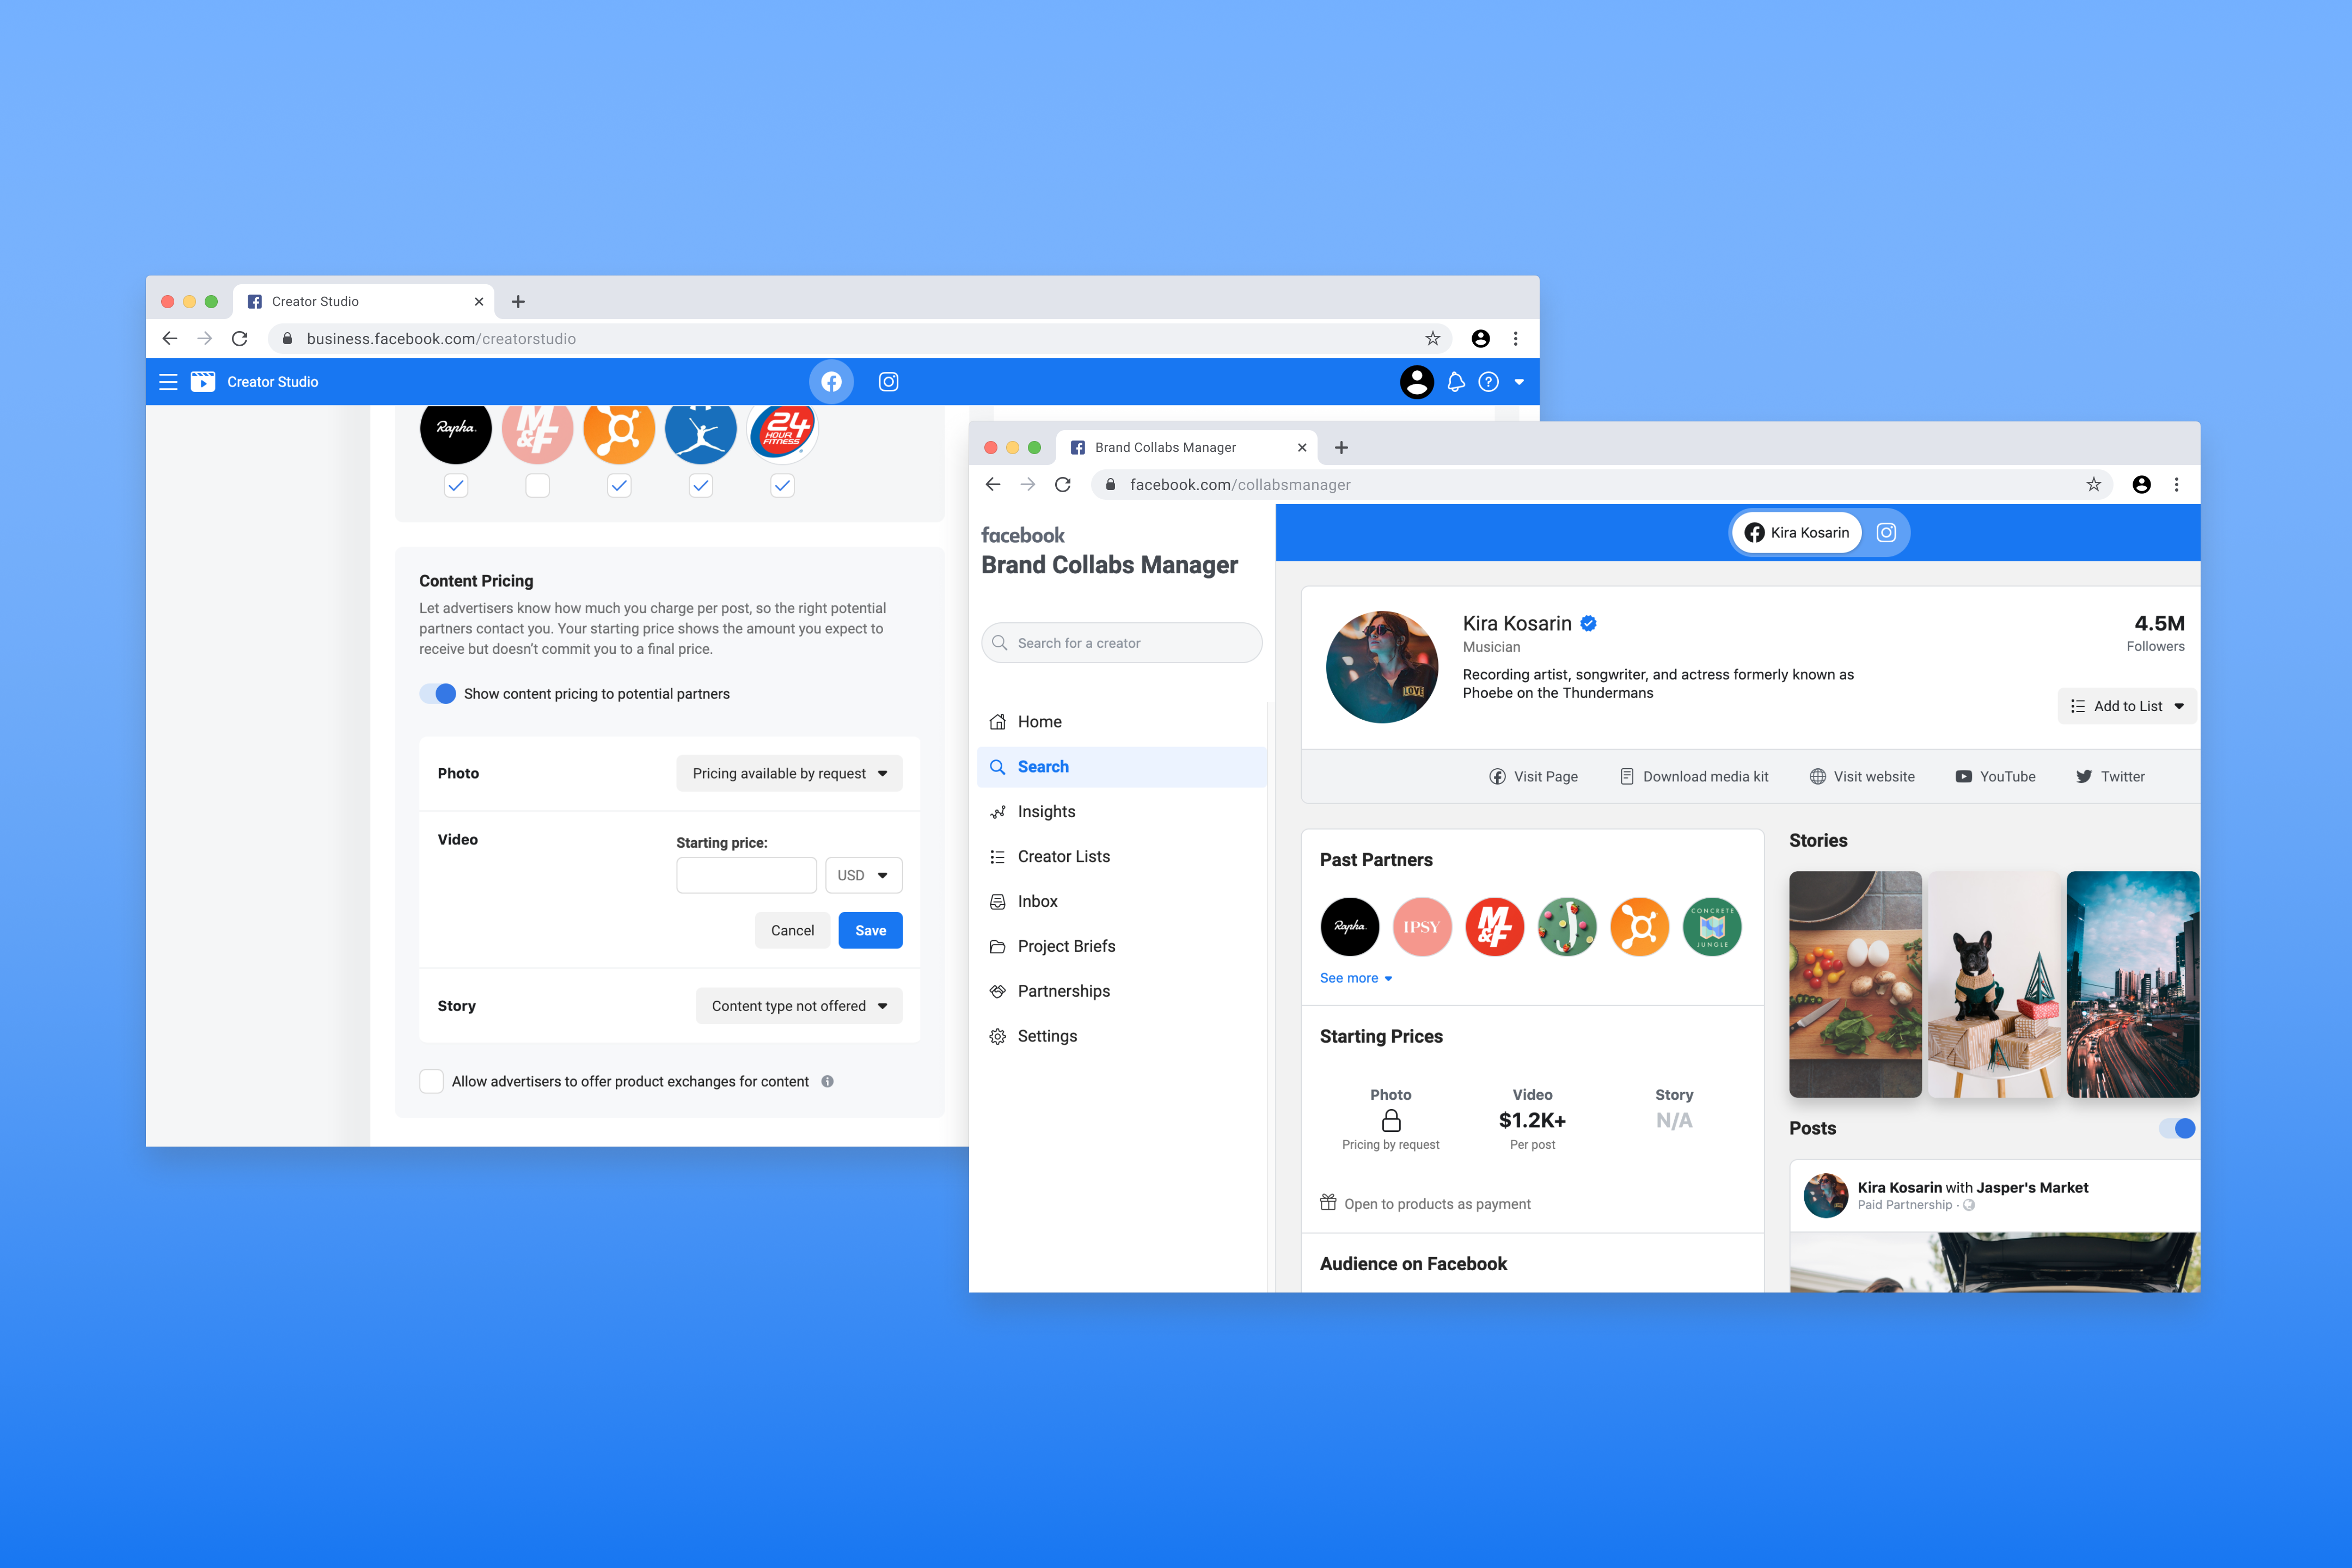 Creator Studio
business.facebook.com/creatorstudio
Creator Studio
Rapha.
M&F
24
HOUR
FITNESS
Content Pricing
Let advertisers know how much you charge per post, so the right potential
partners contact you. Your starting price shows the amount you expect to
receive but doesn't commit you to a final price.
Show content pricing to potential partners
Photo
Pricing available by request
Video
Starting price:
USD
Cancel
Save
Story
Content type not offered
Allow advertisers to offer product exchanges for content
Brand Collabs Manager
facebook.com/collabsmanager
facebook
Brand Collabs Manager
Search for a creator
Home
Search
Insights
Creator Lists
Inbox
Project Briefs
Partnerships
Settings
Kira Kosarin
Kira Kosarin
Musician
Recording artist, songwriter, and actress formerly known as
Phoebe on the Thundermans
LOVE
4.5M
Followers
Add to List
Visit Page
Download media kit
Visit website
YouTube
Twitter
Past Partners
Rapha.
IPSY
M&F
J
CONCRETE
JUNGLE
See more
Starting Prices
Photo
Pricing by request
Video
$1.2K+
Per post
Story
N/A
Open to products as payment
Audience on Facebook
Stories
Posts
Kira Kosarin with Jasper's Market
Paid Partnership ·